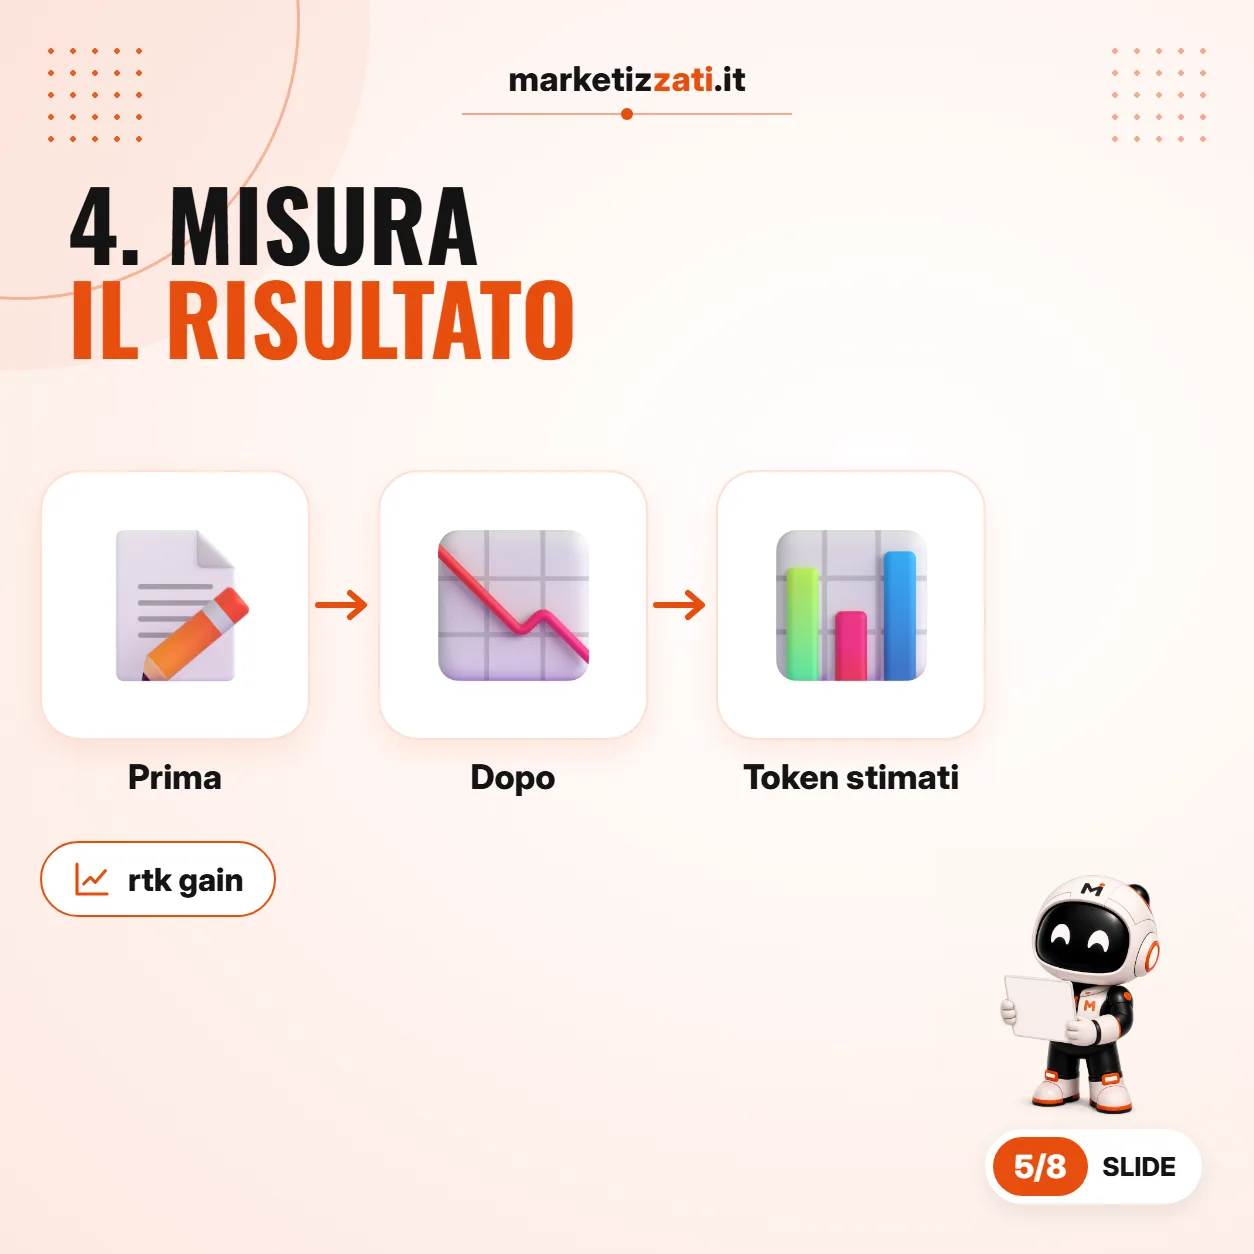 marketizzati.it
4. MISURA
IL RISULTATO
Prima
Dopo
Token stimati
rtk gain
M
M
5/8 SLIDE